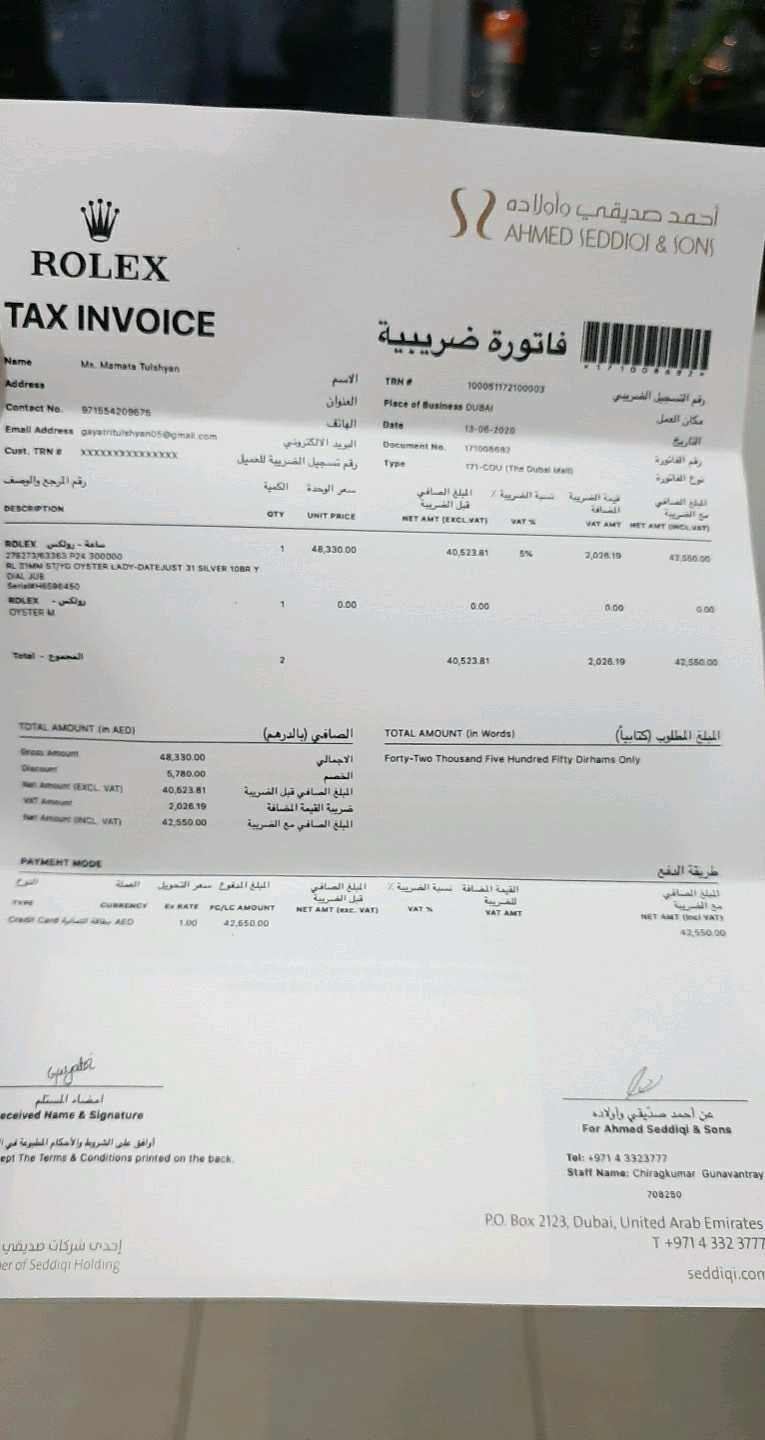 أحمد صديقي وأولاده
AHMED SEDDIQI & SONS
ROLEX
TAX INVOICE
فاتورة ضريبية
*171008682*
Name Ms. Mamata Tulshyan الاسم
Address العنوان
Contact No. 971554209676 الهاتف
Email Address gayatritulshyan05@gmail.com البريد الالكتروني
Cust. TRN # XXXXXXXXXXXXXXX رقم تسجيل الضريبة للعميل
TRN # 100051172100003 رقم التسجيل الضريبي
Place of Business DUBAI مكان العمل
Date 13-06-2020 التاريخ
Document No. 171008682 رقم الفاتورة
Type 171-CDU (The Dubai Mall) نوع الفاتورة
رقم المرجع والوصف الكمية سعر الوحدة المبلغ الصافي قبل الضريبة نسبة الضريبة ٪ قيمة الضريبة المضافة المبلغ الصافي مع الضريبة
DESCRIPTION QTY UNIT PRICE NET AMT (EXCL.VAT) VAT % VAT AMT NET AMT (INCL.VAT)
ROLEX ساعة - رولكس 1 48,330.00 40,523.81 5% 2,026.19 42,550.00
278273/63363 P24 300000
RL 31MM ST/YG OYSTER LADY-DATEJUST 31 SILVER 10BR Y
DIAL JUB
Serial#H6596450
ROLEX رولكس - 1 0.00 0.00 0.00 0.00
OYSTER M
Total - المجموع 2 40,523.81 2,026.19 42,550.00
TOTAL AMOUNT (in AED) الصافي (بالدرهم)
Gross Amount 48,330.00 الاجمالي
Discount 5,780.00 الخصم
Net Amount (EXCL. VAT) 40,523.81 المبلغ الصافي قبل الضريبة
VAT Amount 2,026.19 ضريبة القيمة المضافة
Net Amount (INCL. VAT) 42,550.00 المبلغ الصافي مع الضريبة
TOTAL AMOUNT (in Words) المبلغ المطلوب (كتابياً)
Forty-Two Thousand Five Hundred Fifty Dirhams Only
PAYMENT MODE طريقة الدفع
النوع العملة سعر التحويل المبلغ المدفوع المبلغ الصافي قبل الضريبة نسبة الضريبة ٪ القيمة المضافة للضريبة المبلغ الصافي مع الضريبة
TYPE CURRENCY Ex RATE FC/LC AMOUNT NET AMT (exc. VAT) VAT % VAT AMT NET AMT (Incl VAT)
Credit Card بطاقة ائتمانية AED 1.00 42,550.00 42,550.00
Gayatri
امضاء المستلم
eceived Name & Signature
أوافق على الشروط والأحكام المطبوعة في ا
ept The Terms & Conditions printed on the back.
عن أحمد صدّيقي وأولاده
For Ahmed Seddiqi & Sons
Tel: +971 4 3323777
Staff Name: Chiragkumar Gunavantray
708250
P.O. Box 2123, Dubai, United Arab Emirates
T +971 4 332 3777
seddiqi.com
إحدى شركات صديقي
er of Seddiqi Holding